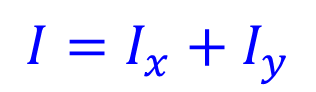 I = I_x + I_y